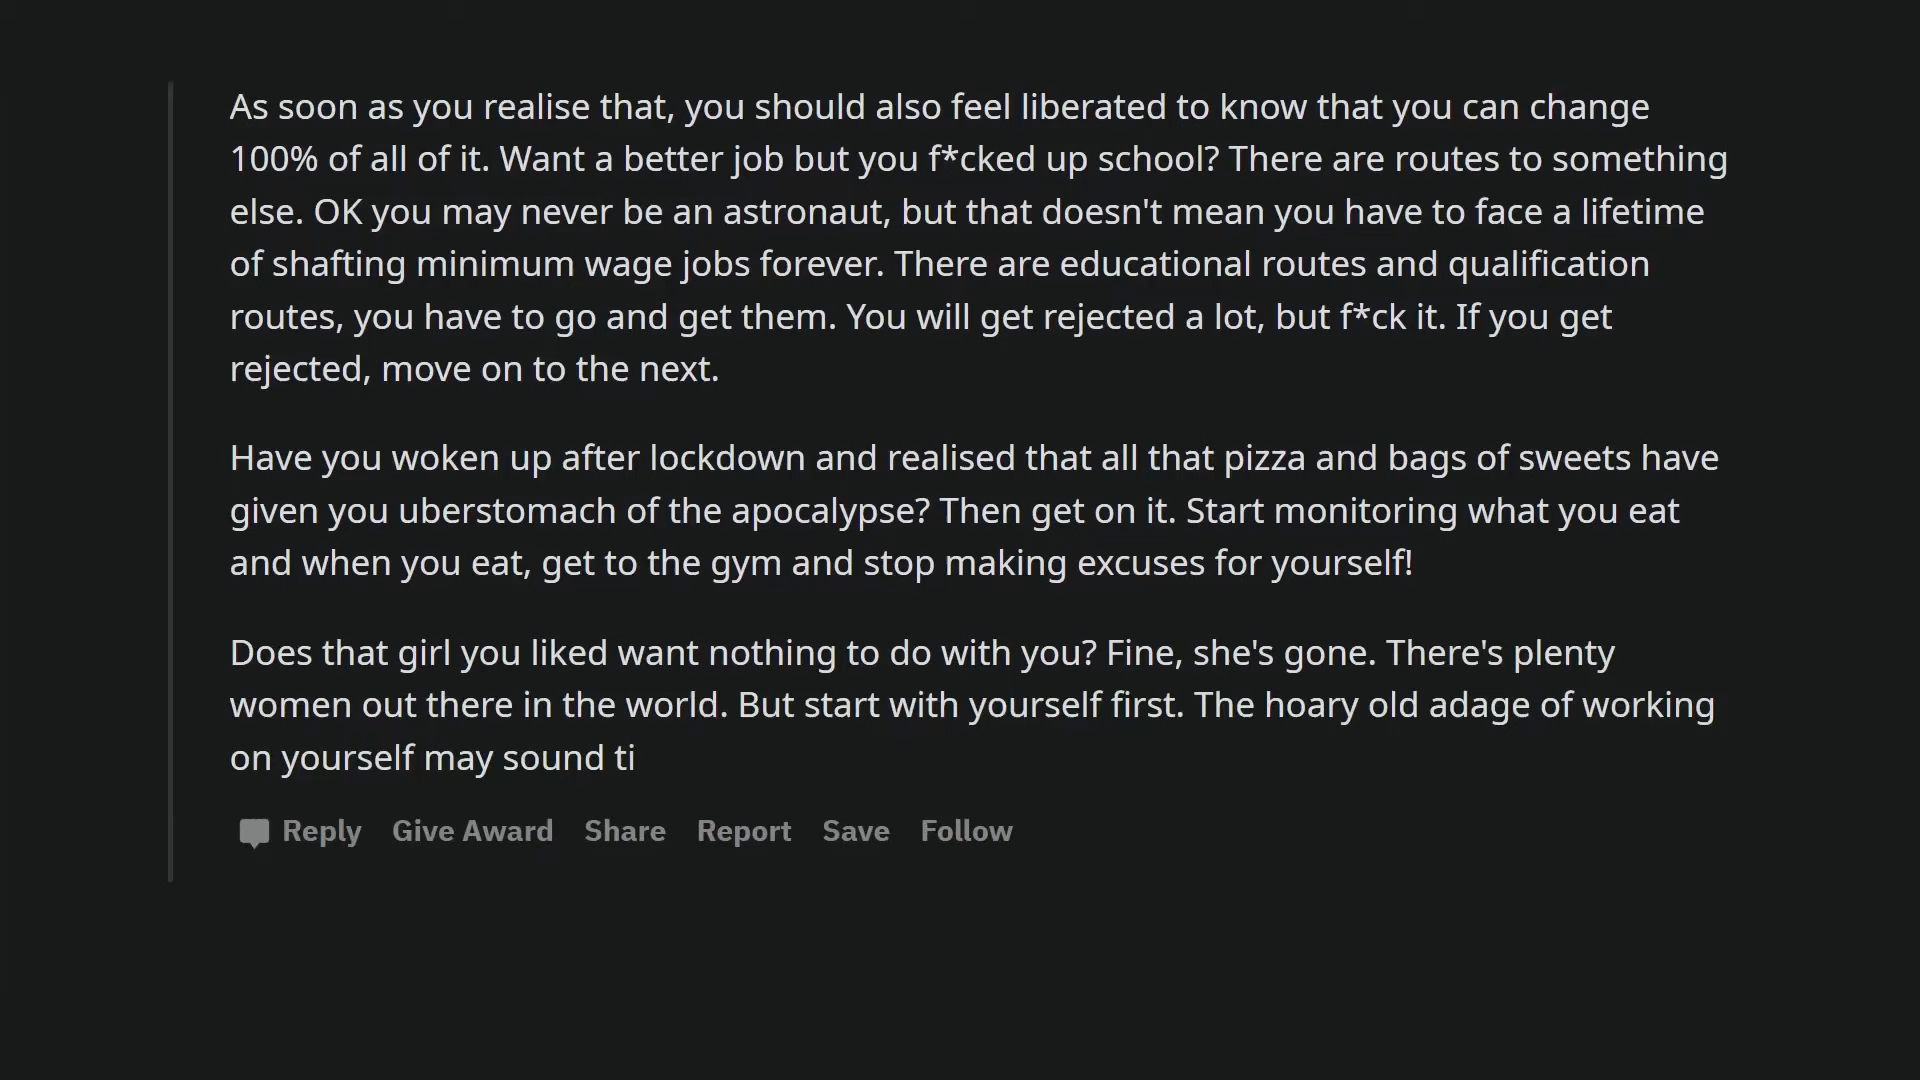 As soon as you realise that, you should also feel liberated to know that you can change
100% of all of it. Want a better job but you f*cked up school? There are routes to something
else. OK you may never be an astronaut, but that doesn't mean you have to face a lifetime
of shafting minimum wage jobs forever. There are educational routes and qualification
routes, you have to go and get them. You will get rejected a lot, but f*ck it. If you get
rejected, move on to the next.
Have you woken up after lockdown and realised that all that pizza and bags of sweets have
given you uberstomach of the apocalypse? Then get on it. Start monitoring what you eat
and when you eat, get to the gym and stop making excuses for yourself!
Does that girl you liked want nothing to do with you? Fine, she's gone. There's plenty
women out there in the world. But start with yourself first. The hoary old adage of working
on yourself may sound ti
Reply Give Award Share Report Save Follow